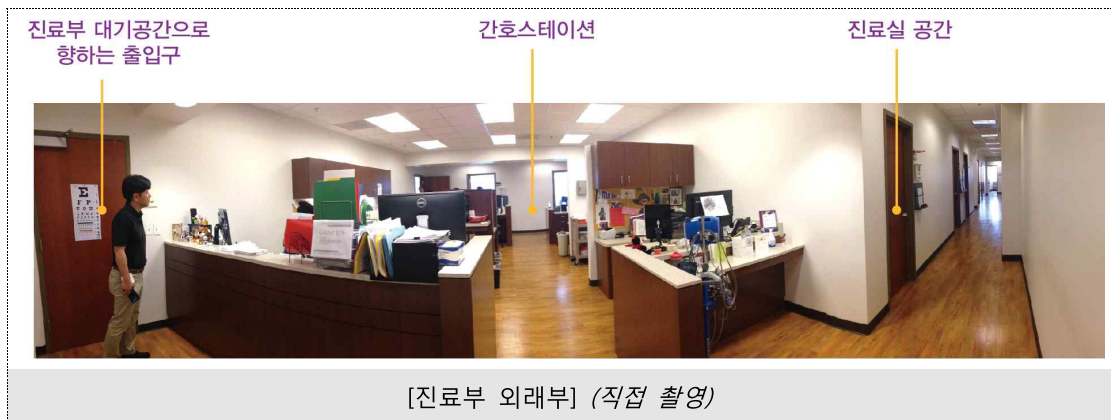 진료부 대기공간으로
향하는 출입구
간호스테이션
진료실 공간
E
F P
DELL
[진료부 외래부] (직접 촬영)